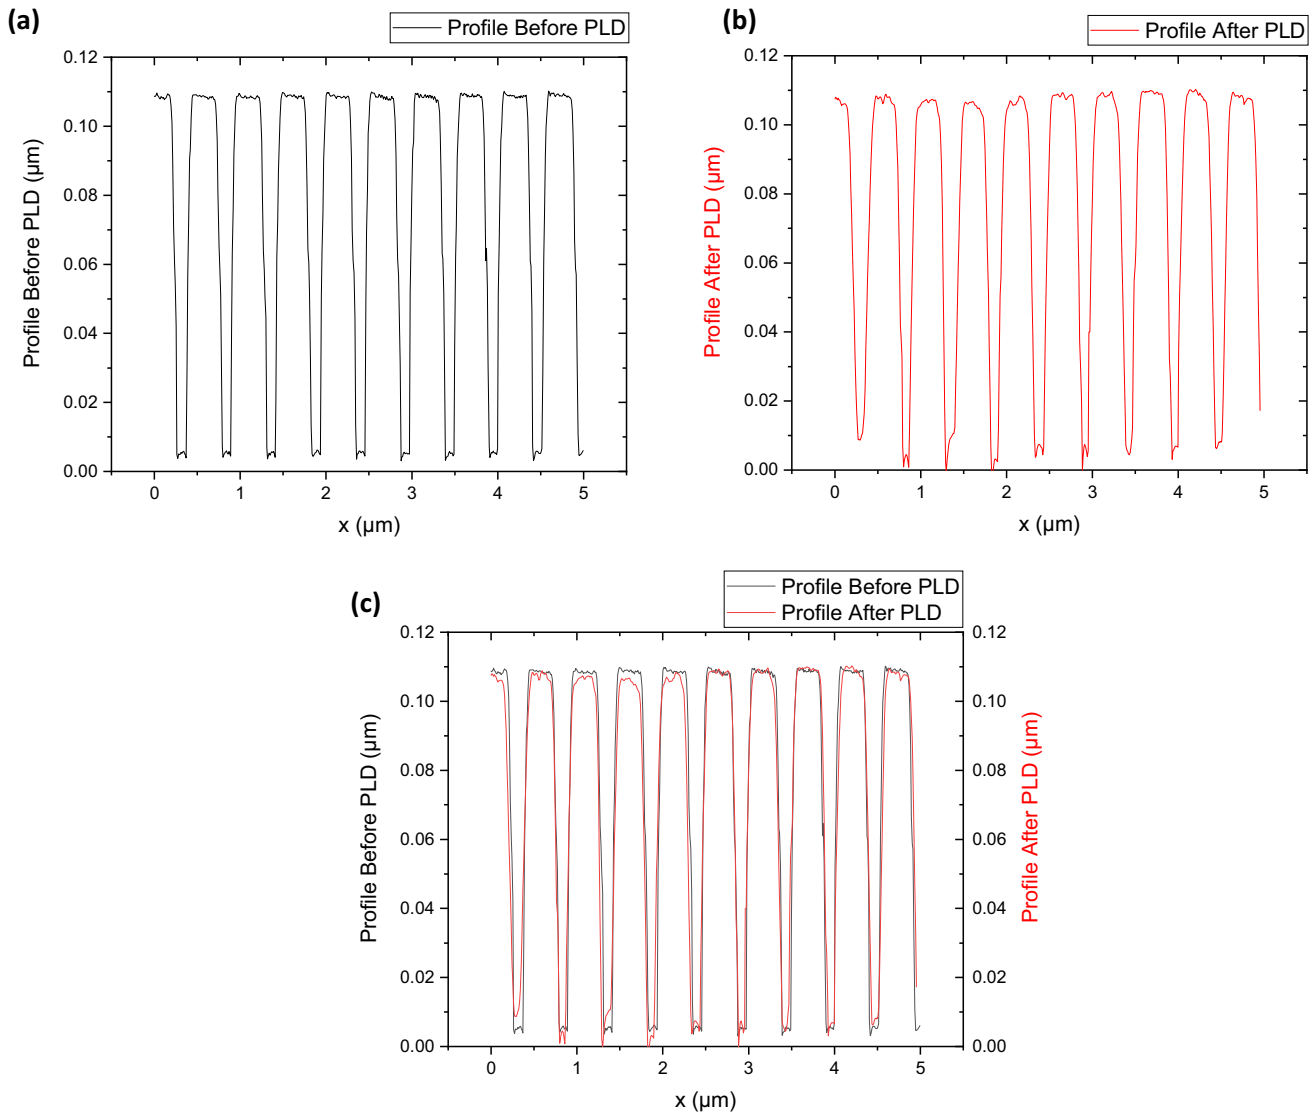 (a)
Profile Before PLD
0.12
0.10
0.08
0.06
0.04
0.02
0.00
Profile Before PLD (μm)
0 1 2 3 4 5
x (μm)
(b)
Profile After PLD
0.12
0.10
0.08
0.06
0.04
0.02
0.00
Profile After PLD (μm)
0 1 2 3 4 5
x (μm)
(c)
Profile Before PLD
Profile After PLD
0.12
0.10
0.08
0.06
0.04
0.02
0.00
Profile Before PLD (μm)
0.12
0.10
0.08
0.06
0.04
0.02
0.00
Profile After PLD (μm)
0 1 2 3 4 5
x (μm)